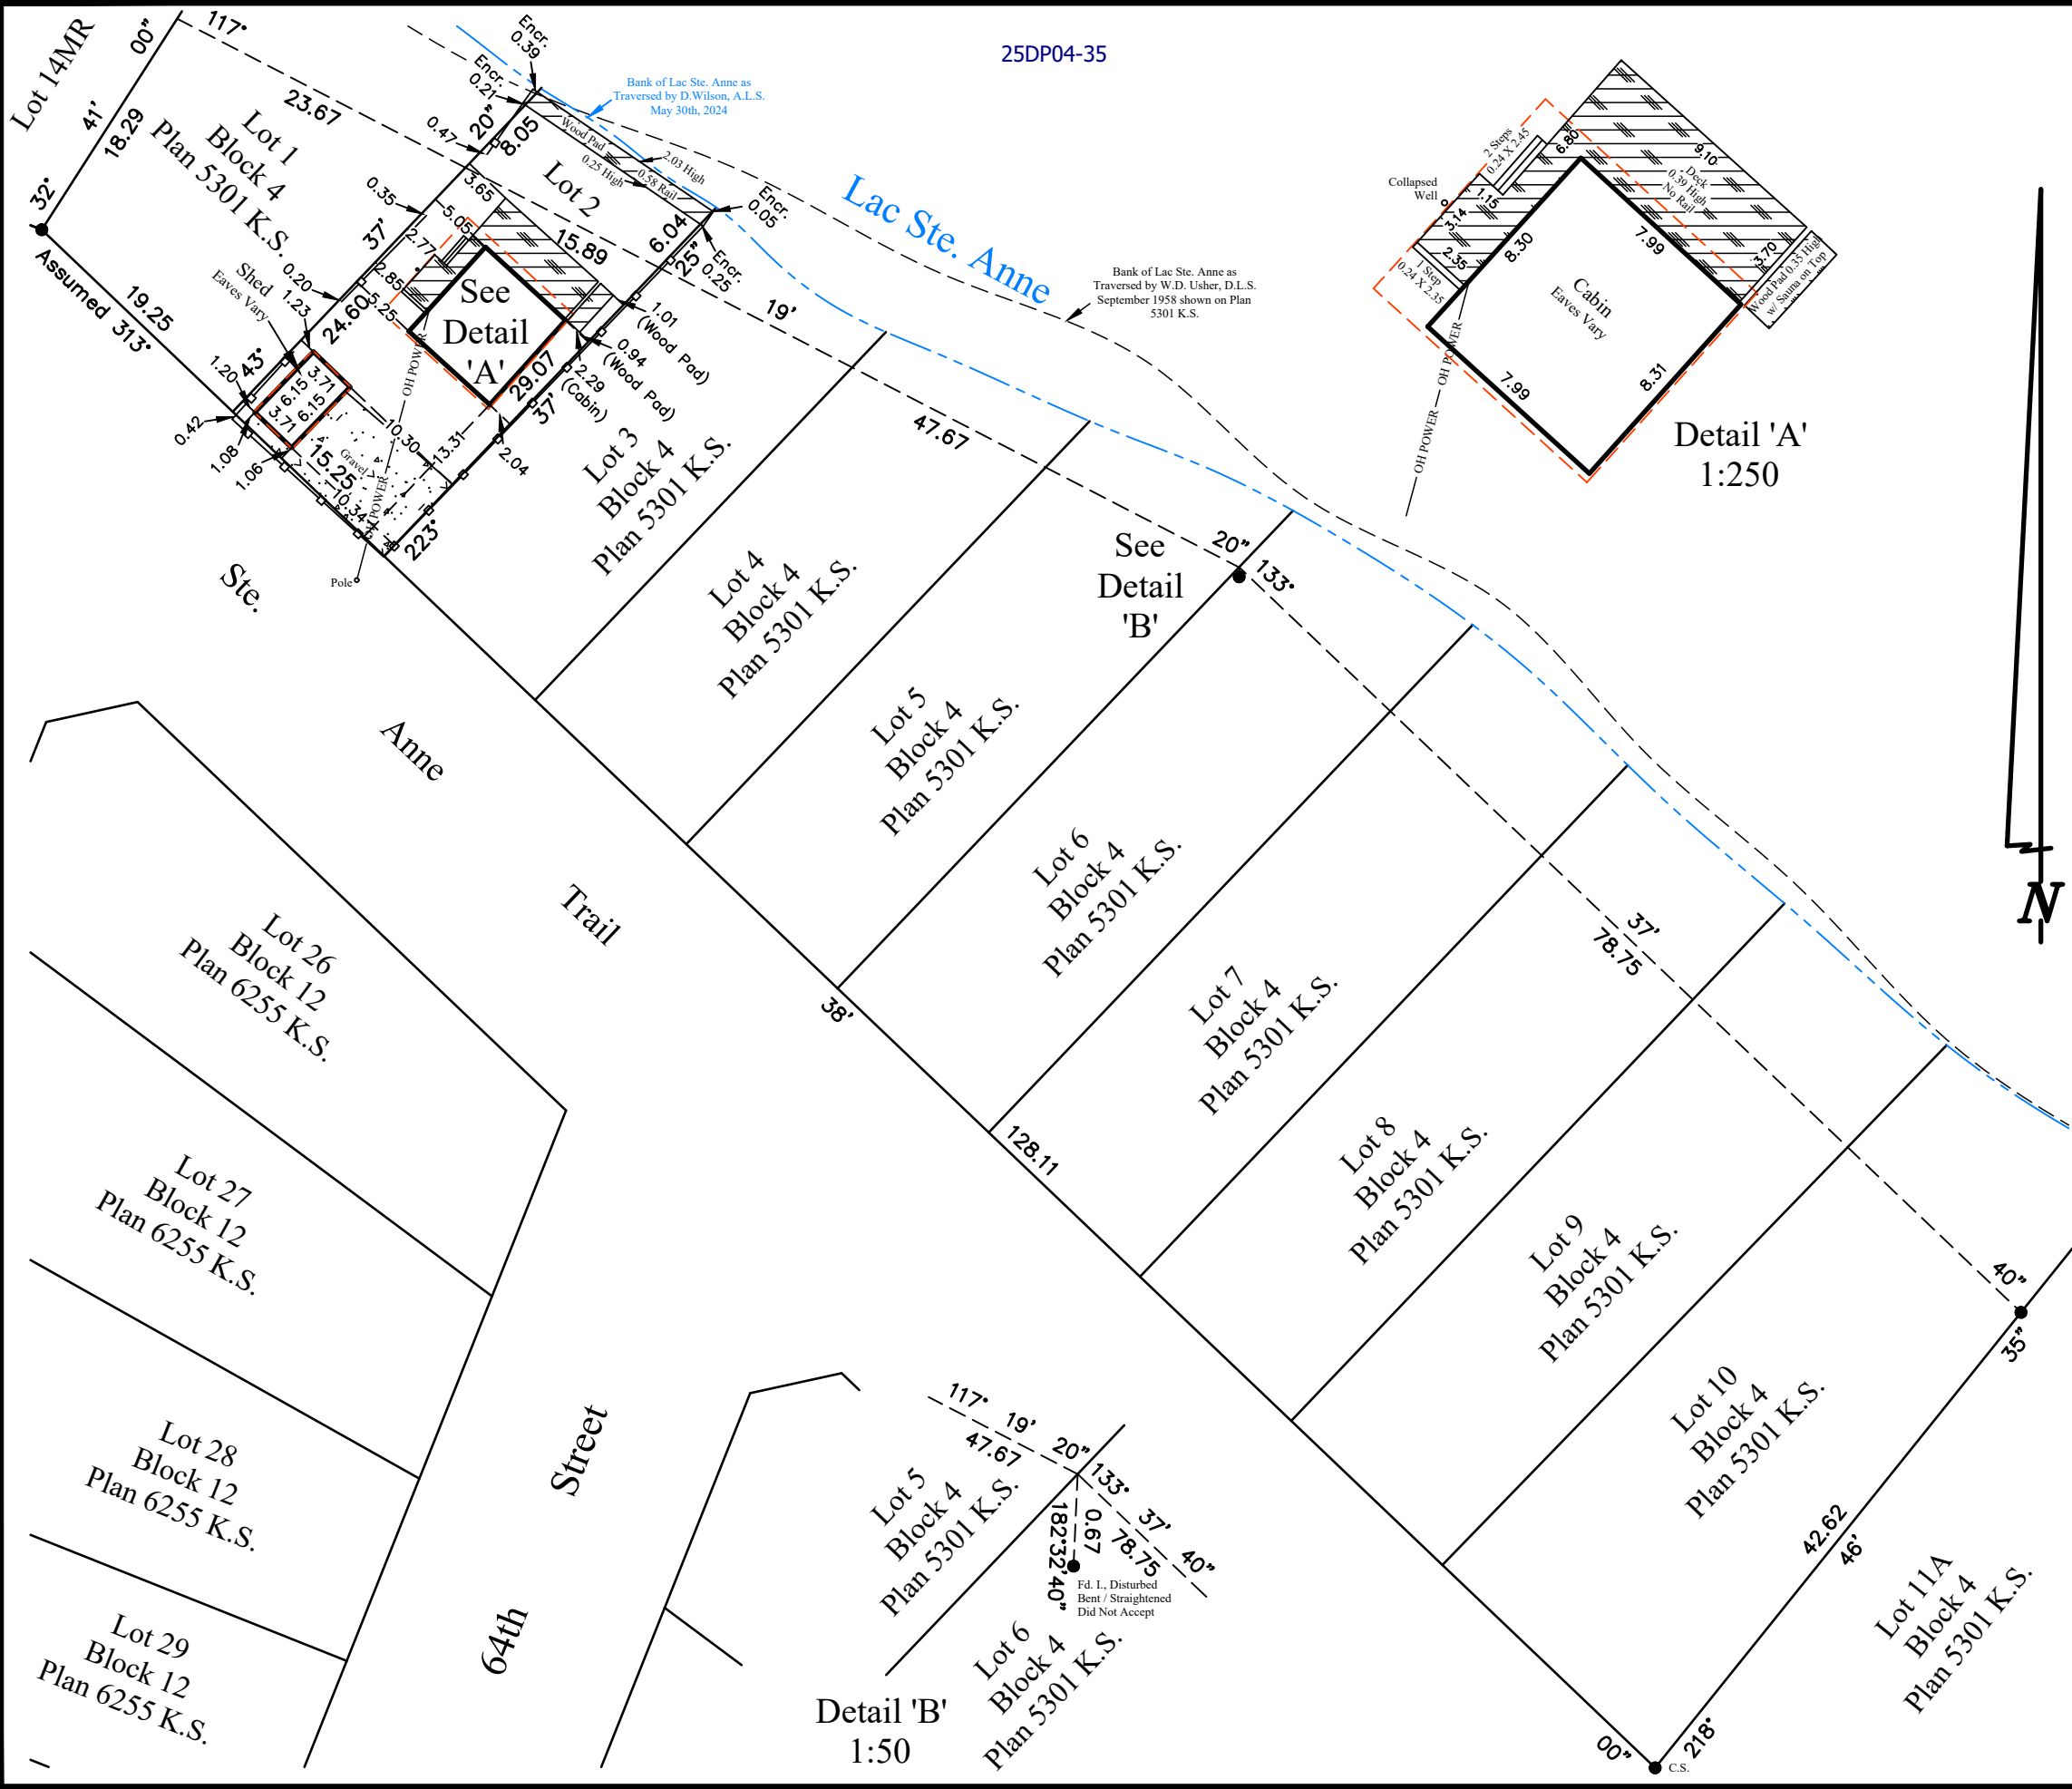 25DP04-35
Lot 14MR
32°
41'
00"
18.29
117°
23.67
Lot 1
Block 4
Plan 5301 K.S.
Assumed 313°
19.25
Encr.
0.39
Encr.
0.21
Bank of Lac Ste. Anne as
Traversed by D.Wilson, A.L.S.
May 30th, 2024
0.47
20"
8.05
Wood Pad
0.25 High
0.58 Rail
2.03 High
Lot 2
Encr.
0.05
Encr.
0.25
6.04
25"
0.35
3.65
37'
5.05
2.77
15.89
0.20
2.85
5.25
Shed
Eaves Vary
1.23
24.60
See
Detail
'A'
OH POWER
29.07
37'
1.01
(Wood Pad)
0.94
(Wood Pad)
2.29
(Cabin)
1.20
43°
3.71
6.15
6.15
3.71
0.42
1.08
1.06
10.30
13.31
2.04
15.25
Gravel
10.34
OH POWER
223°
Pole
Lac Ste. Anne
Bank of Lac Ste. Anne as
Traversed by W.D. Usher, D.L.S.
September 1958 shown on Plan
5301 K.S.
19'
47.67
20"
133°
See
Detail
'B'
2 Steps
0.24 X 2.45
6.80
9.10
Deck
0.39 High
No Rail
Collapsed
Well
1.15
3.14
2.35
1 Step
0.24 X 2.35
8.30
7.99
3.70
Wood Pad 0.35 High
w/ Sauna on Top
Cabin
Eaves Vary
OH POWER
OH POWER
7.99
8.31
Detail 'A'
1:250
N
Lot 3
Block 4
Plan 5301 K.S.
Lot 4
Block 4
Plan 5301 K.S.
Lot 5
Block 4
Plan 5301 K.S.
Lot 6
Block 4
Plan 5301 K.S.
Lot 7
Block 4
Plan 5301 K.S.
Lot 8
Block 4
Plan 5301 K.S.
Lot 9
Block 4
Plan 5301 K.S.
Lot 10
Block 4
Plan 5301 K.S.
Lot 11A
Block 4
Plan 5301 K.S.
37'
78.75
40"
35"
42.62
46'
218°
C.S.
00"
128.11
38'
Ste.
Anne
Trail
Lot 26
Block 12
Plan 6255 K.S.
Lot 27
Block 12
Plan 6255 K.S.
Lot 28
Block 12
Plan 6255 K.S.
Lot 29
Block 12
Plan 6255 K.S.
64th
Street
117°
19'
20"
47.67
133°
37'
40"
78.75
0.67
182°32'40"
Lot 5
Block 4
Plan 5301 K.S.
Fd. I., Disturbed
Bent / Straightened
Did Not Accept
Lot 6
Block 4
Plan 5301 K.S.
Detail 'B'
1:50